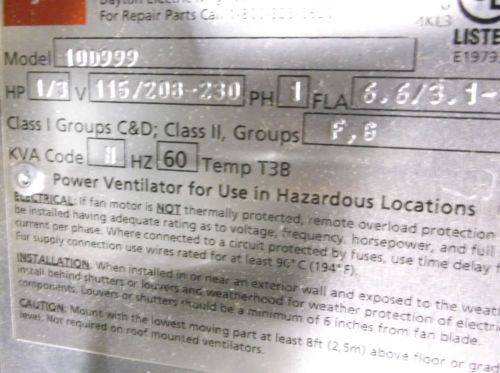 Dayton Electric
For Repair Parts Call
4KL3
LISTE
E1979
Model 10D999
HP 1/3 V 115/208-230 PH 1 FLA 6.6/3.1-
Class I Groups C&D; Class II, Groups F,G
KVA Code N HZ 60 Temp T3B
Power Ventilator for Use in Hazardous Locations
ELECTRICAL: If fan motor is NOT thermally protected, remote overload protection
be installed having adequate rating as to voltage, frequency, horsepower, and full
current per phase. Where connected to a circuit protected by fuses, use time delay
For supply connection use wires rated for at least 90°C (194°F).
INSTALLATION: When installed in or near an exterior wall and exposed to the weath
install behind shutters or louvers and weatherhood for weather protection of electri
components. Louvers or shutters should be a minimum of 6 inches from fan blade.
CAUTION: Mount with the lowest moving part at least 8ft (2,5m) above floor or grad
level. Not required on roof mounted ventilators.